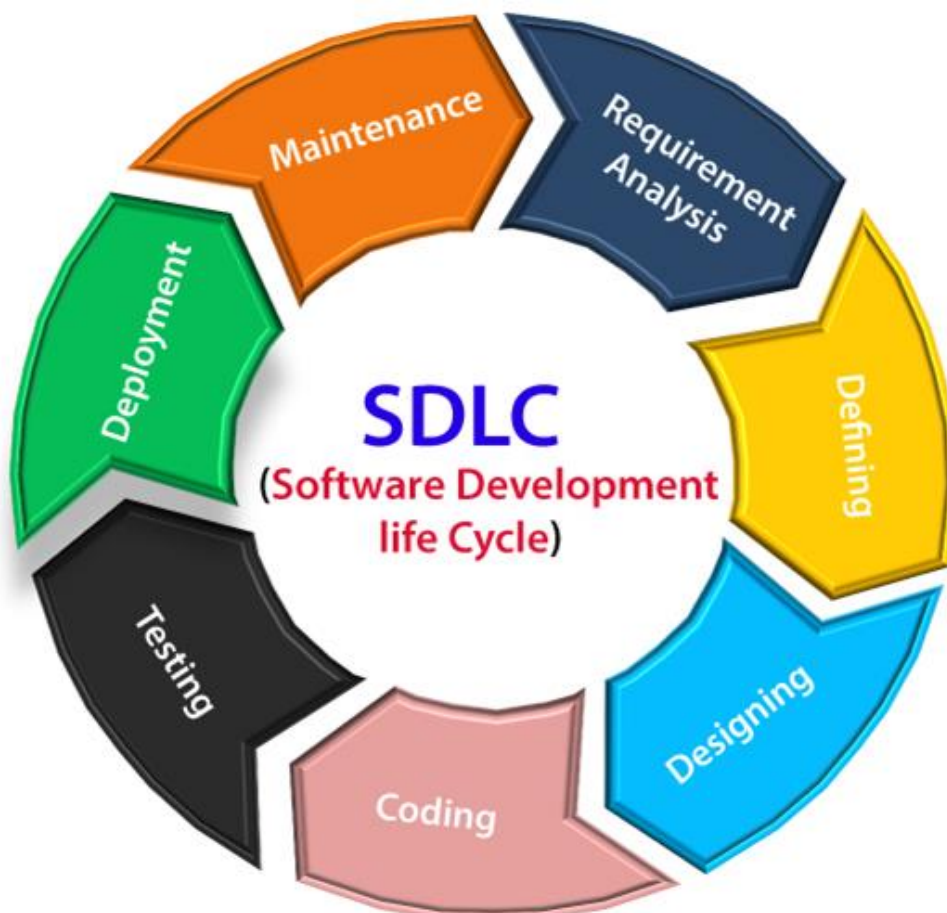 Maintenance
Requirement
Analysis
Defining
Designing
Coding
Testing
Deployment
SDLC
(Software Development
life Cycle)